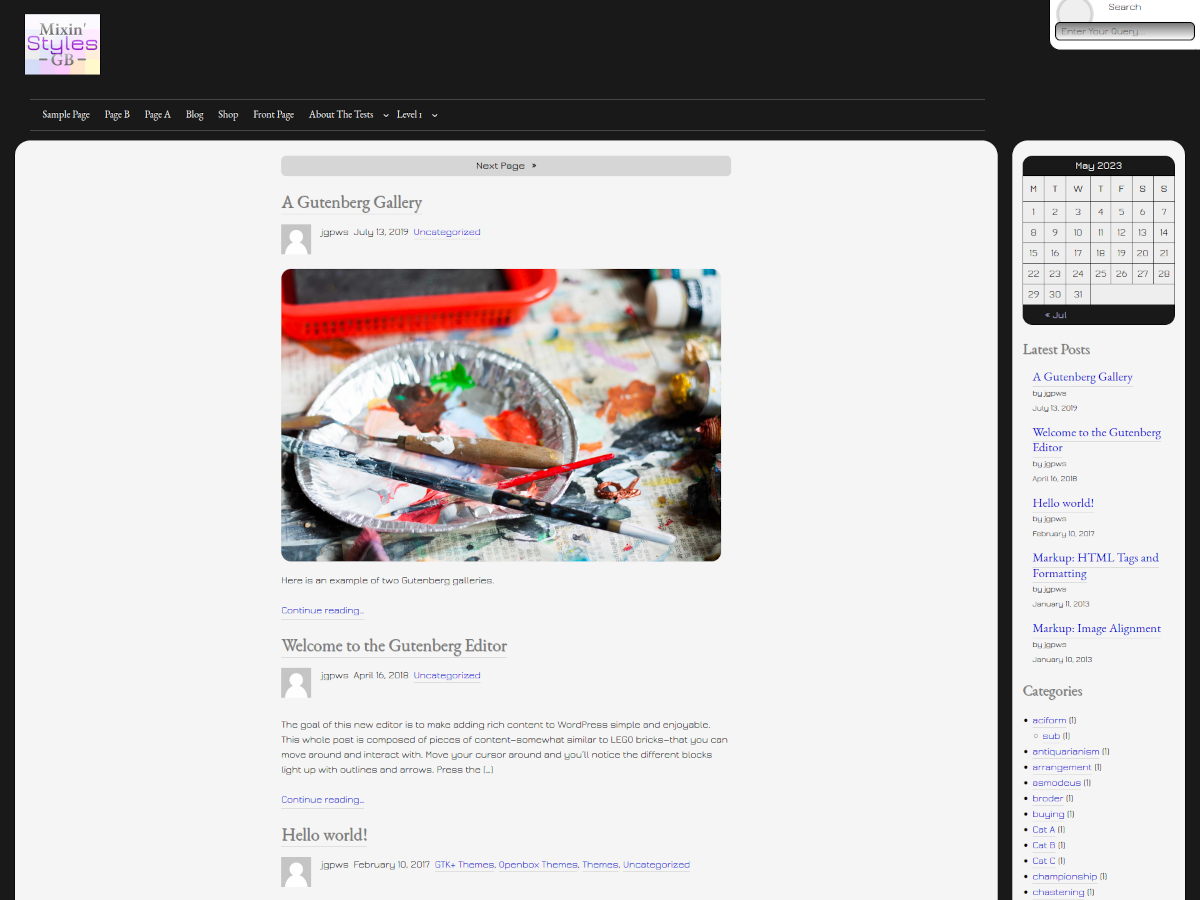 Mixin'
Styles
- GB -
Search
Enter Your Query...
Sample Page
Page B
Page A
Blog
Shop
Front Page
About The Tests
Level 1
Next Page »
A Gutenberg Gallery
jgpws July 13, 2019 Uncategorized
Here is an example of two Gutenberg galleries.
Continue reading...
Welcome to the Gutenberg Editor
jgpws April 16, 2018 Uncategorized
The goal of this new editor is to make adding rich content to WordPress simple and enjoyable.
This whole post is composed of pieces of content—somewhat similar to LEGO bricks—that you can
move around and interact with. Move your cursor around and you'll notice the different blocks
light up with outlines and arrows. Press the [...]
Continue reading...
Hello world!
jgpws February 10, 2017 GTK+ Themes, Openbox Themes, Themes, Uncategorized
May 2023
M T W T F S S
1 2 3 4 5 6 7
8 9 10 11 12 13 14
15 16 17 18 19 20 21
22 23 24 25 26 27 28
29 30 31
« Jul
Latest Posts
A Gutenberg Gallery
by jgpws
July 13, 2019
Welcome to the Gutenberg
Editor
by jgpws
April 16, 2018
Hello world!
by jgpws
February 10, 2017
Markup: HTML Tags and
Formatting
by jgpws
January 11, 2013
Markup: Image Alignment
by jgpws
January 10, 2013
Categories
aciform (1)
sub (1)
antiquarianism (1)
arrangement (1)
asmodeus (1)
broder (1)
buying (1)
Cat A (1)
Cat B (1)
Cat C (1)
championship (1)
chastening (1)